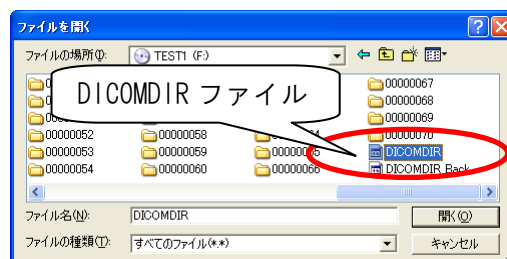 ファイルを開く
ファイルの場所(I):
TEST1 (F:)
DICOMDIR ファイル
00000067
00000068
00000069
00000070
00000052
00000058
00000053
00000059
DICOMDIR
00000054
00000060
00000066
DICOMDIR Back
ファイル名(N):
DICOMDIR
開く(O)
ファイルの種類(T):
すべてのファイル(*.*)
キャンセル